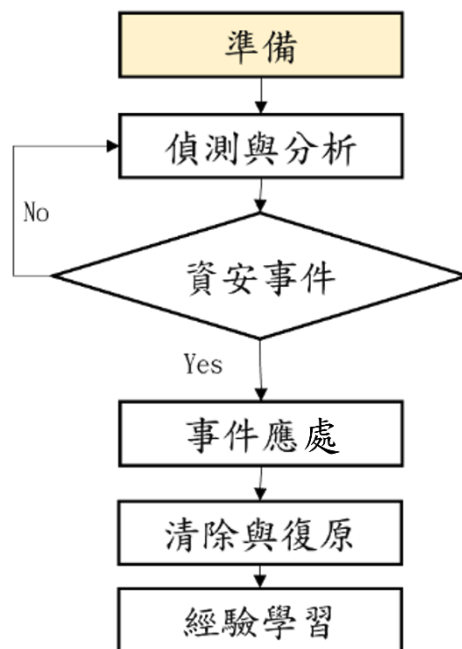 準備
偵測與分析
No
資安事件
Yes
事件應處
清除與復原
經驗學習